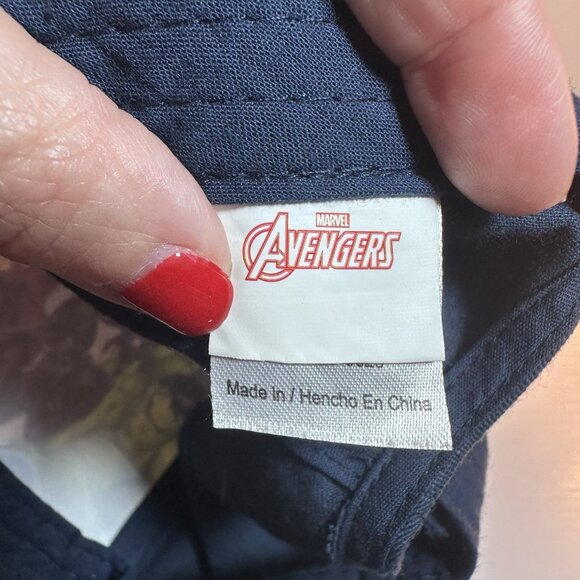 MARVEL
AVENGERS
Made in / Hencho En China